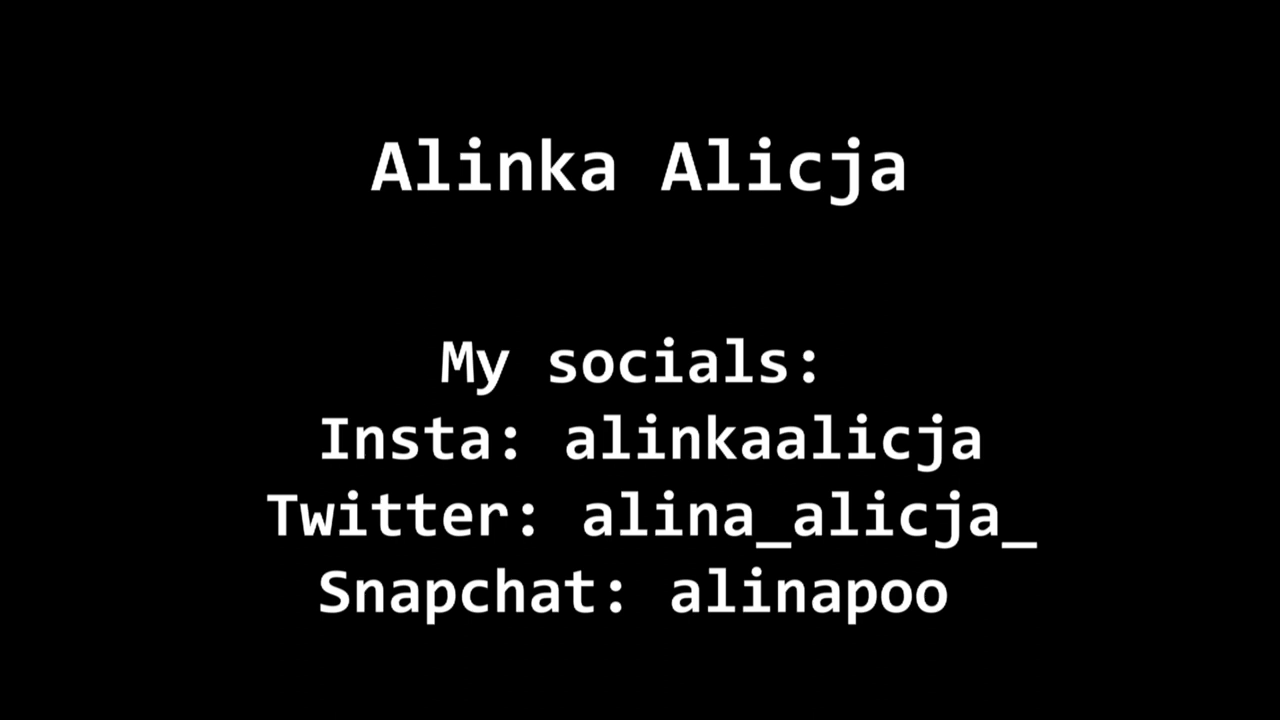 Alinka Alicja
My socials:
Insta: alinkaalicja
Twitter: alina_alicja_
Snapchat: alinapoo